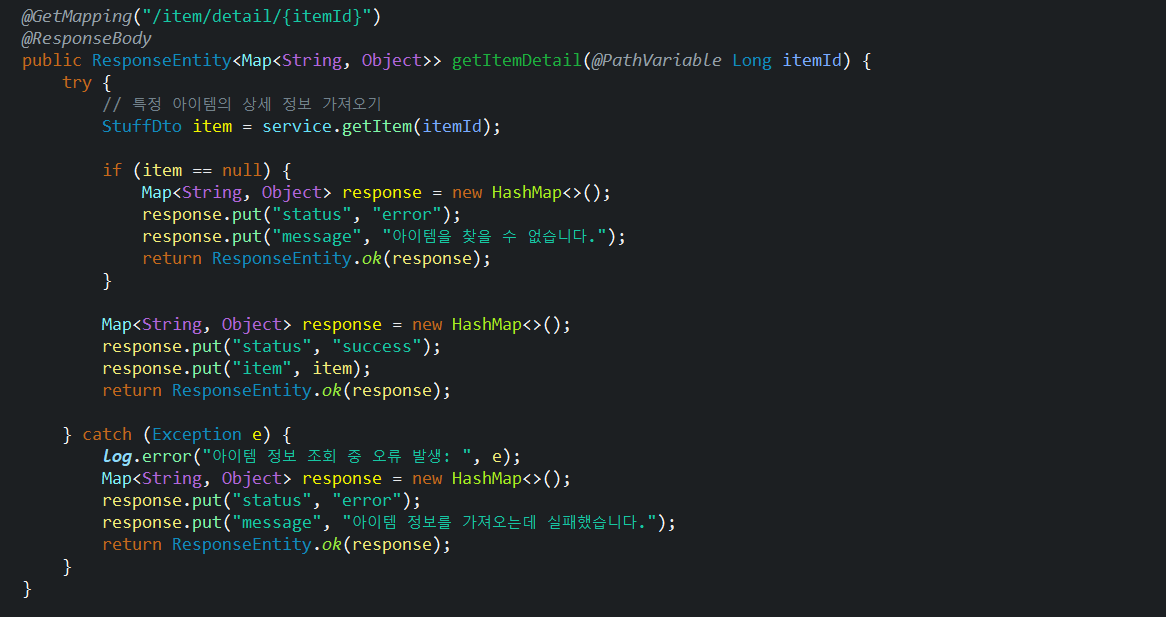 @GetMapping("/item/detail/{itemId}")
@ResponseBody
public ResponseEntity<Map<String, Object>> getItemDetail(@PathVariable Long itemId) {
    try {
        // 특정 아이템의 상세 정보 가져오기
        StuffDto item = service.getItem(itemId);

        if (item == null) {
            Map<String, Object> response = new HashMap<>();
            response.put("status", "error");
            response.put("message", "아이템을 찾을 수 없습니다.");
            return ResponseEntity.ok(response);
        }

        Map<String, Object> response = new HashMap<>();
        response.put("status", "success");
        response.put("item", item);
        return ResponseEntity.ok(response);

    } catch (Exception e) {
        log.error("아이템 정보 조회 중 오류 발생: ", e);
        Map<String, Object> response = new HashMap<>();
        response.put("status", "error");
        response.put("message", "아이템 정보를 가져오는데 실패했습니다.");
        return ResponseEntity.ok(response);
    }
}